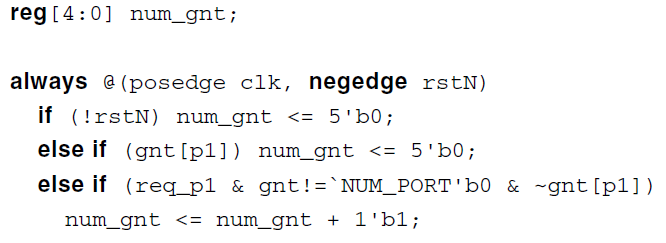 reg[4:0] num_gnt;
always @(posedge clk, negedge rstN)
if (!rstN) num_gnt <= 5'b0;
else if (gnt[p1]) num_gnt <= 5'b0;
else if (req_p1 & gnt!=`NUM_PORT'b0 & ~gnt[p1])
num_gnt <= num_gnt + 1'b1;